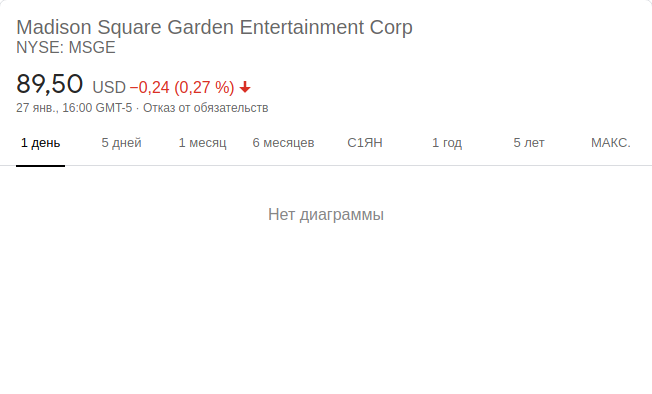 Madison Square Garden Entertainment Corp
NYSE: MSGE
89,50 USD −0,24 (0,27 %)
27 янв., 16:00 GMT-5 · Отказ от обязательств
1 день 5 дней 1 месяц 6 месяцев С1ЯН 1 год 5 лет МАКС.
Нет диаграммы